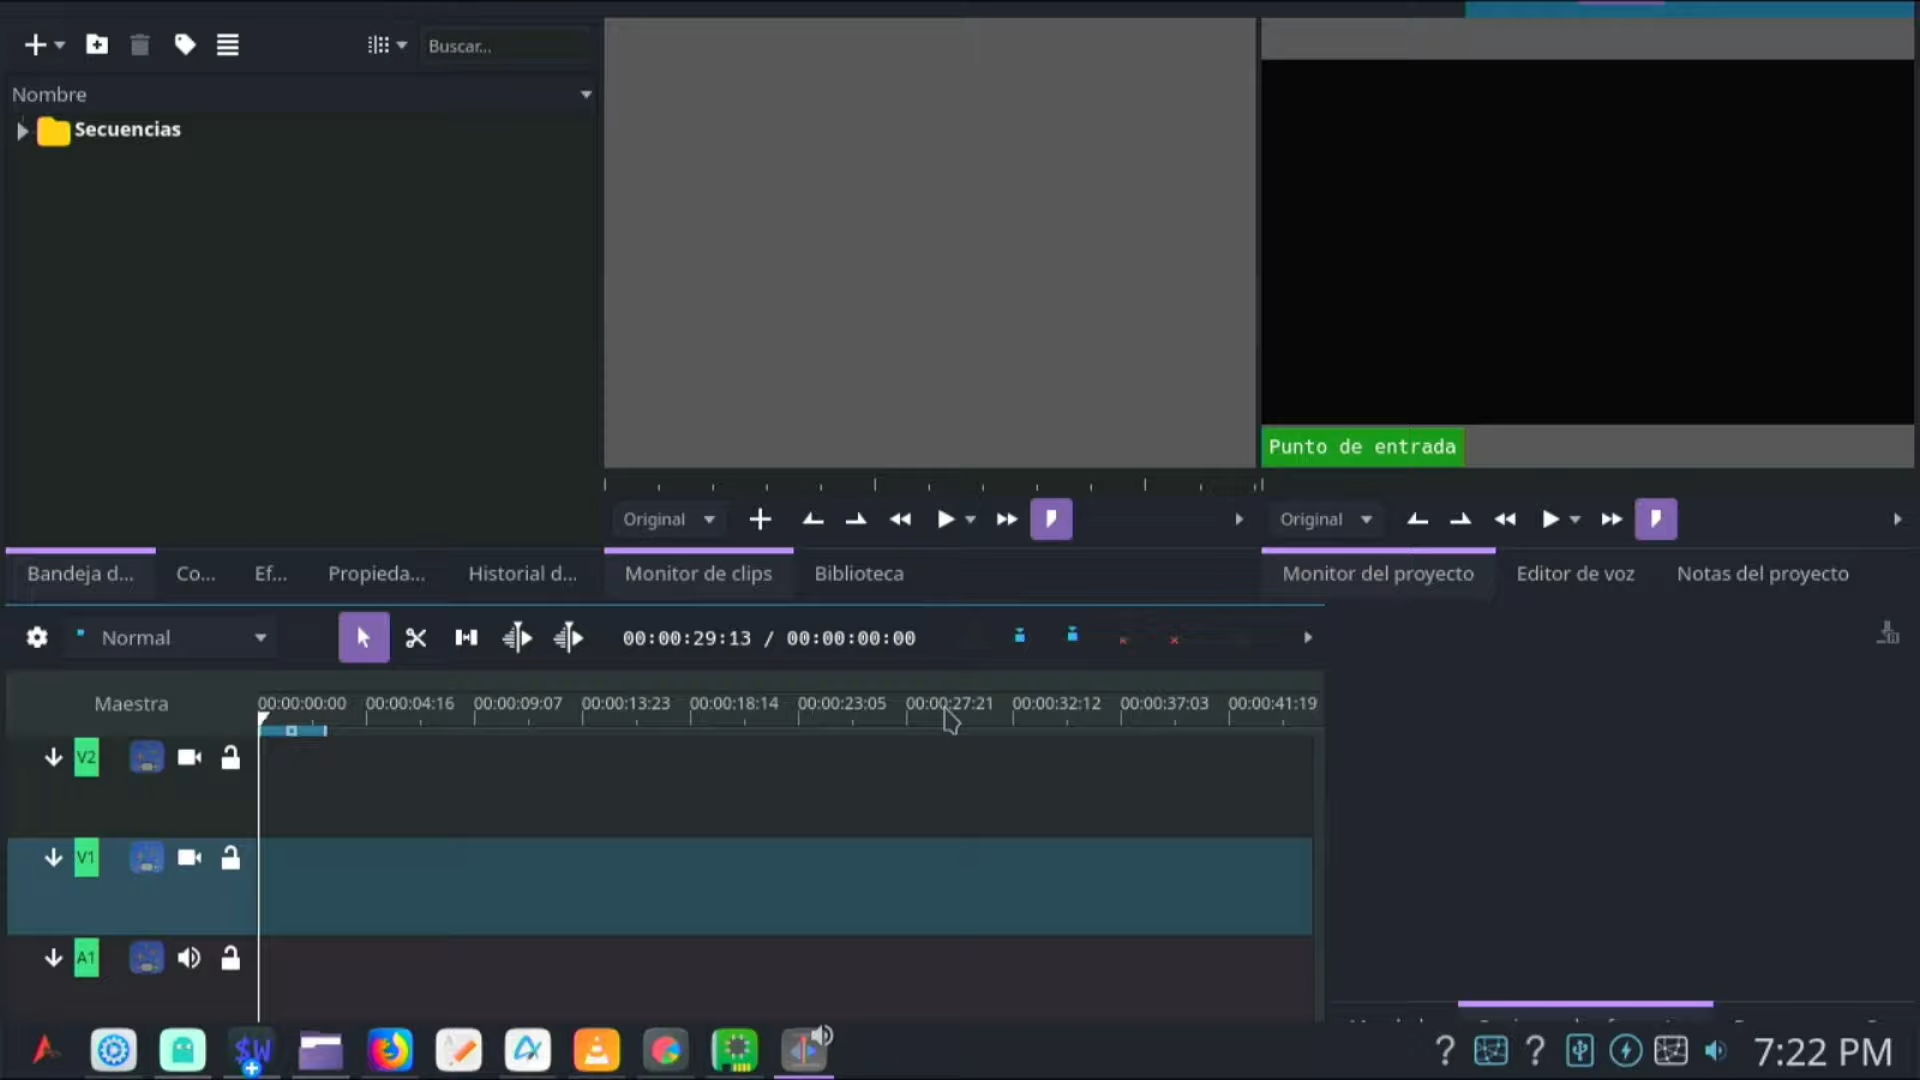 Buscar...
Nombre
Secuencias
Punto de entrada
Original
Original
Bandeja d...
Co...
Ef...
Propieda...
Historial d...
Monitor de clips
Biblioteca
Monitor del proyecto
Editor de voz
Notas del proyecto
Normal
00:00:29:13 / 00:00:00:00
Maestra
00:00:00:00
00:00:04:16
00:00:09:07
00:00:13:23
00:00:18:14
00:00:23:05
00:00:27:21
00:00:32:12
00:00:37:03
00:00:41:19
V2
V1
A1
$W
7:22 PM